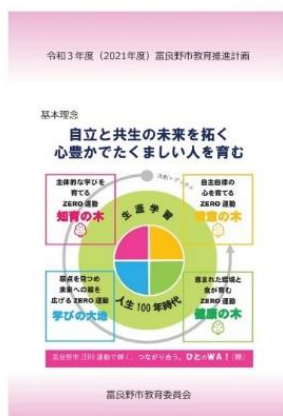 令和３年度（2021年度）富良野市教育推進計画
基本理念
自立と共生の未来を拓く
心豊かでたくましい人を育む
主体的な学びを
育てる
ZERO 運動
知育の木
自主自律の
心を育てる
ZERO 運動
情意の木
生涯学習
原点を見つめ
未来への幅を
広げる ZERO 運動
学びの大地
恵まれた環境と
食が育む
ZERO 運動
健康の木
人生100年時代
富良野市 ZERO 運動で輝く、つながり合う、ひとのWA！
富良野市教育委員会